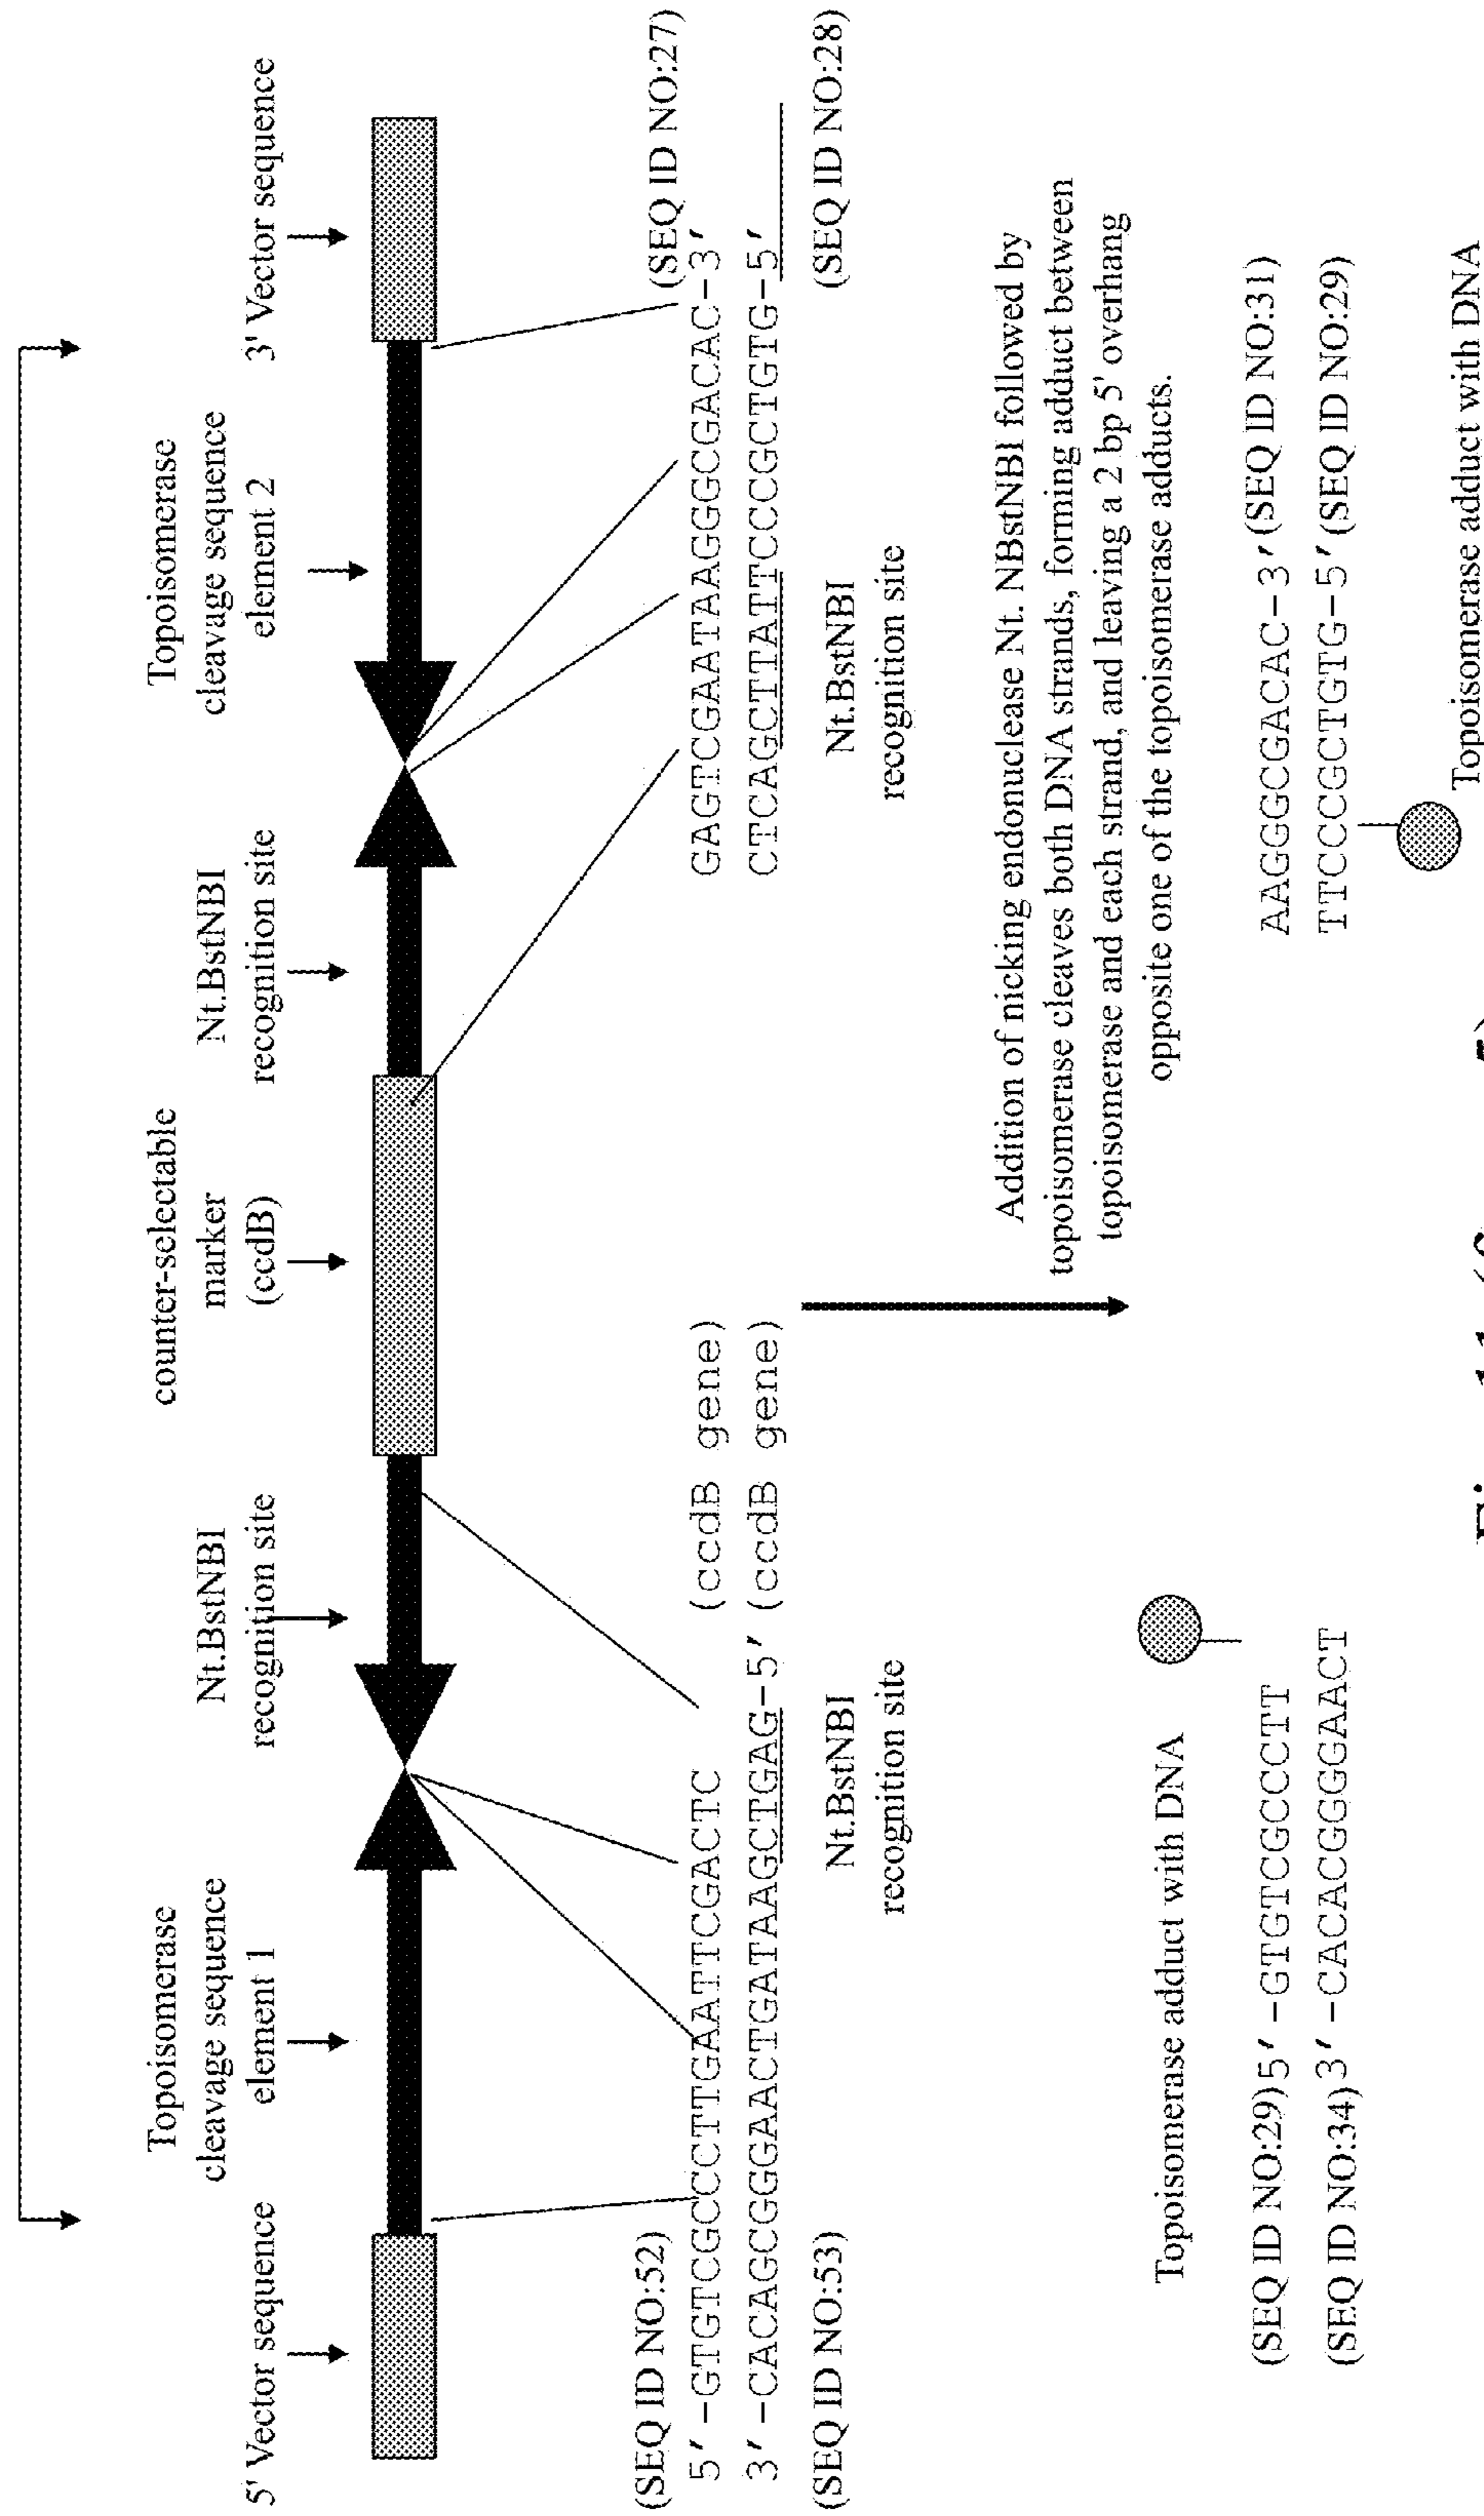 5' Vector sequence
Topoisomerase
cleavage sequence
element 1
Nt.BstNBI
recognition site
counter-selectable
marker
(ccdB)
Nt.BstNBI
recognition site
Topoisomerase
cleavage sequence
element 2
3' Vector sequence
(SEQ ID NO:52)
5'-GTGTCGCCCTTGAATTCGACTC (ccdB gene)
3'-CACAGCGGGAACTGATAAGCTGAG-5' (ccdB gene)
(SEQ ID NO:53)
Nt.BstNBI
recognition site
(SEQ ID NO:27)
GAGTCGAATAAGGGCGACAC-3'
CTCAGCTTATTCCCGCTGTG-5'
(SEQ ID NO:28)
Nt.BstNBI
recognition site
Addition of nicking endonuclease Nt. NBstNBI followed by
topoisomerase cleaves both DNA strands, forming adduct between
topoisomerase and each strand, and leaving a 2 bp 5' overhang
opposite one of the topoisomerase adducts.
Topoisomerase adduct with DNA
(SEQ ID NO:29)5'-GTGTCGCCCTT
(SEQ ID NO:34)3'-CACACGGGAACT
AAGGGCGACAC-3'(SEQ ID NO:31)
TTCCCGCTGTG-5'(SEQ ID NO:29)
Topoisomerase adduct with DNA